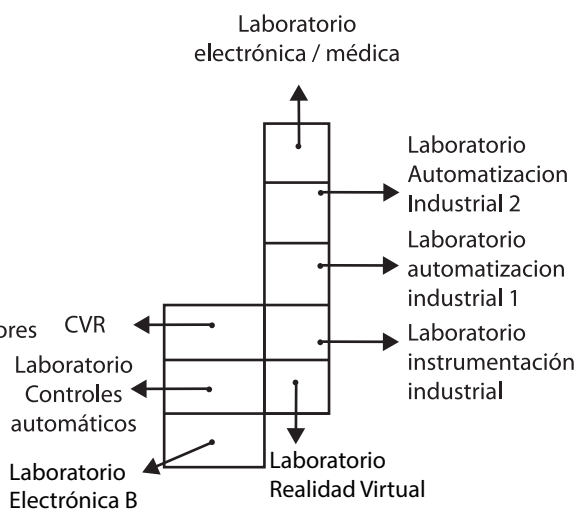 Laboratorio
electrónica / médica
Laboratorio
Automatizacion
Industrial 2
Laboratorio
automatizacion
industrial 1
CVR
Laboratorio
instrumentación
industrial
Laboratorio
Controles
automáticos
Laboratorio
Electrónica B
Laboratorio
Realidad Virtual